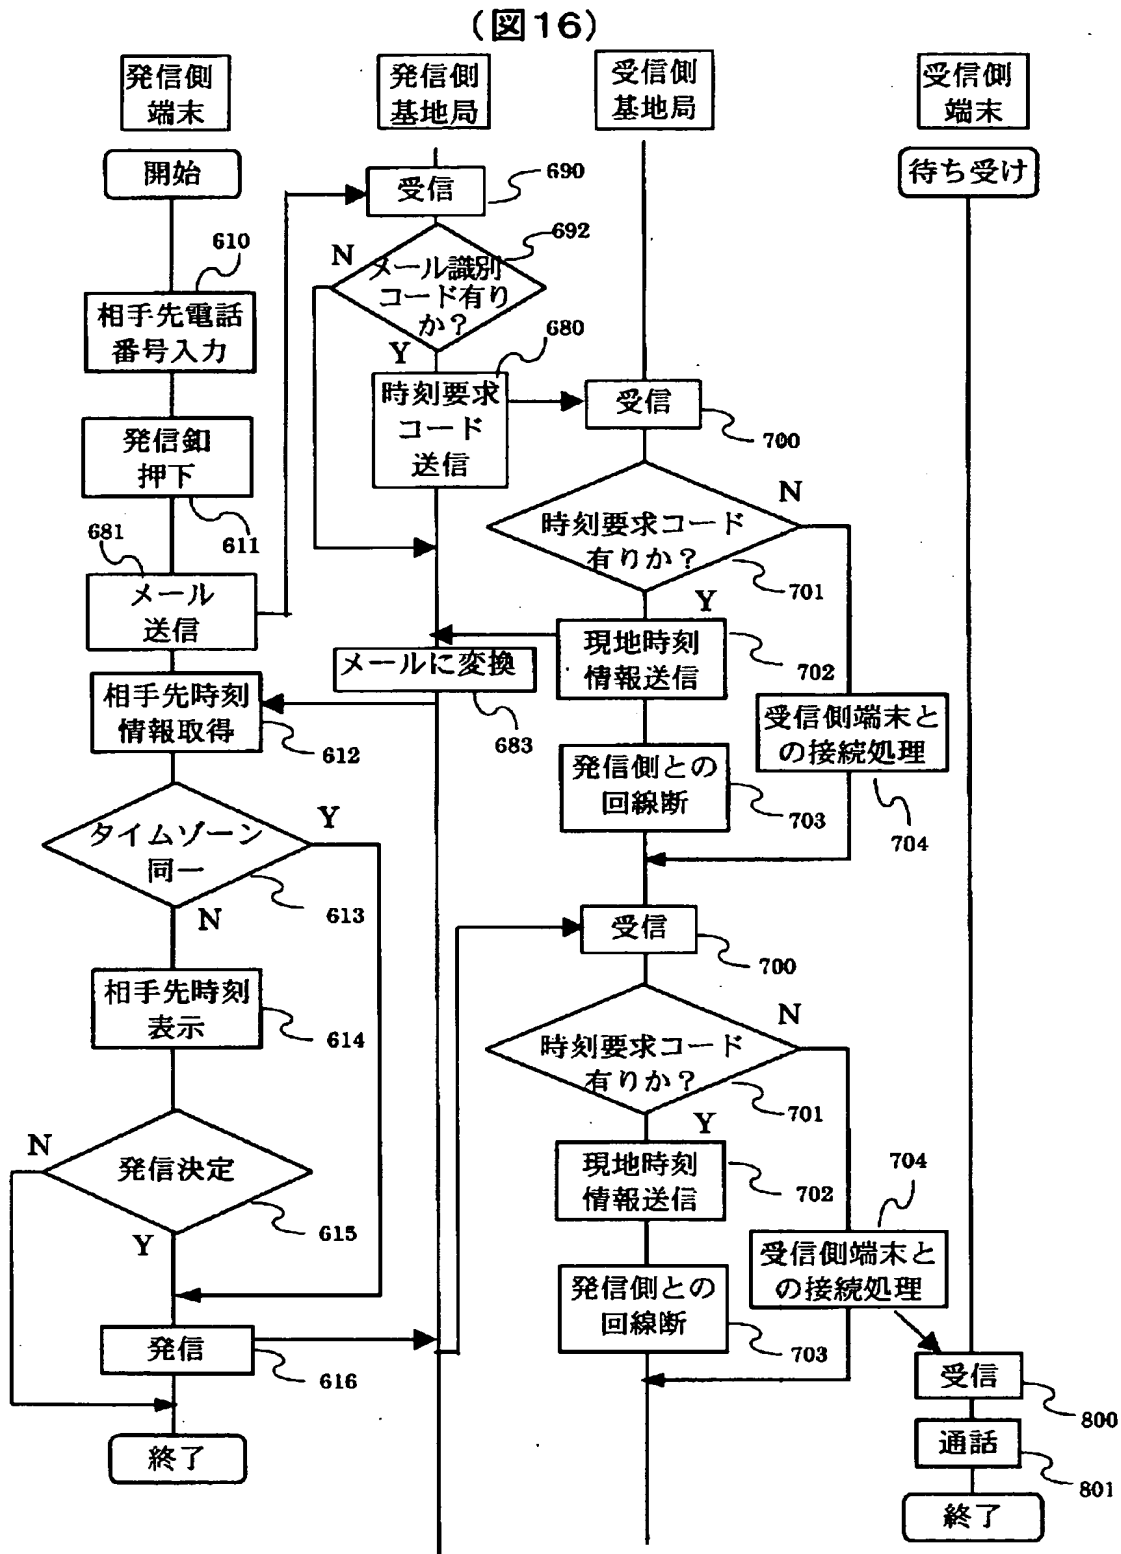 (図16)
発信側
端末
発信側
基地局
受信側
基地局
受信側
端末
開始
610
相手先電話
番号入力
発信釦
押下
611
681
メール
送信
相手先時刻
情報取得
612
タイムゾーン
同一
Y
613
N
相手先時刻
表示
614
N
発信決定
615
Y
発信
616
終了
受信
690
692
N
メール識別
コード有り
か?
Y
680
時刻要求
コード
送信
メールに変換
683
受信
700
N
時刻要求コード
有りか?
701
Y
現地時刻
情報送信
702
受信側端末と
の接続処理
704
発信側との
回線断
703
受信
700
N
時刻要求コード
有りか?
701
Y
現地時刻
情報送信
702
704
受信側端末と
の接続処理
発信側との
回線断
703
待ち受け
受信
800
通話
801
終了